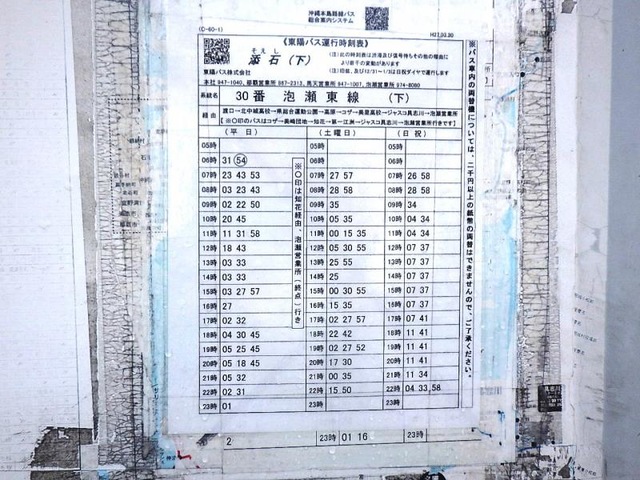 沖縄本島路線バス
総合案内システム
(C-60-1)
H27.03.30
《東陽バス運行時刻表》
そえし
添石(下)
東陽バス株式会社
系統名 30番 泡瀬東線 (下)
経由
(平日) (土曜日) (日祝)
05時 05時 05時
06時 31 54 06時 06時
07時 23 43 53 07時 27 57 07時 26 58
08時 03 23 43 08時 28 58 08時 28 58
09時 02 22 50 09時 35 09時 34
10時 20 45 10時 05 35 10時 04 34
11時 11 31 58 11時 00 15 35 11時 04 34
12時 18 43 12時 05 30 55 12時 07 37
13時 03 33 13時 25 55 13時 07 37
14時 03 33 14時 25 14時 07 37
15時 03 27 57 15時 00 30 55 15時 07 37
16時 27 16時 15 35 16時 07 37
17時 02 32 17時 02 27 57 17時 07 41
18時 04 30 45 18時 22 42 18時 11 41
19時 05 25 45 19時 02 27 52 19時 11 41
20時 05 18 45 20時 17 30 20時 11 41
21時 05 32 21時 00 35 21時 11 34
22時 02 31 22時 15 50 22時 04 33 58
23時 01 23時 23時
※〇印は知花経由、泡瀬営業所(終点)行き
※バス車内の両替機については、二千円以上の紙幣の両替はできませんので、ご了承ください。
2 23時 01 16 23時